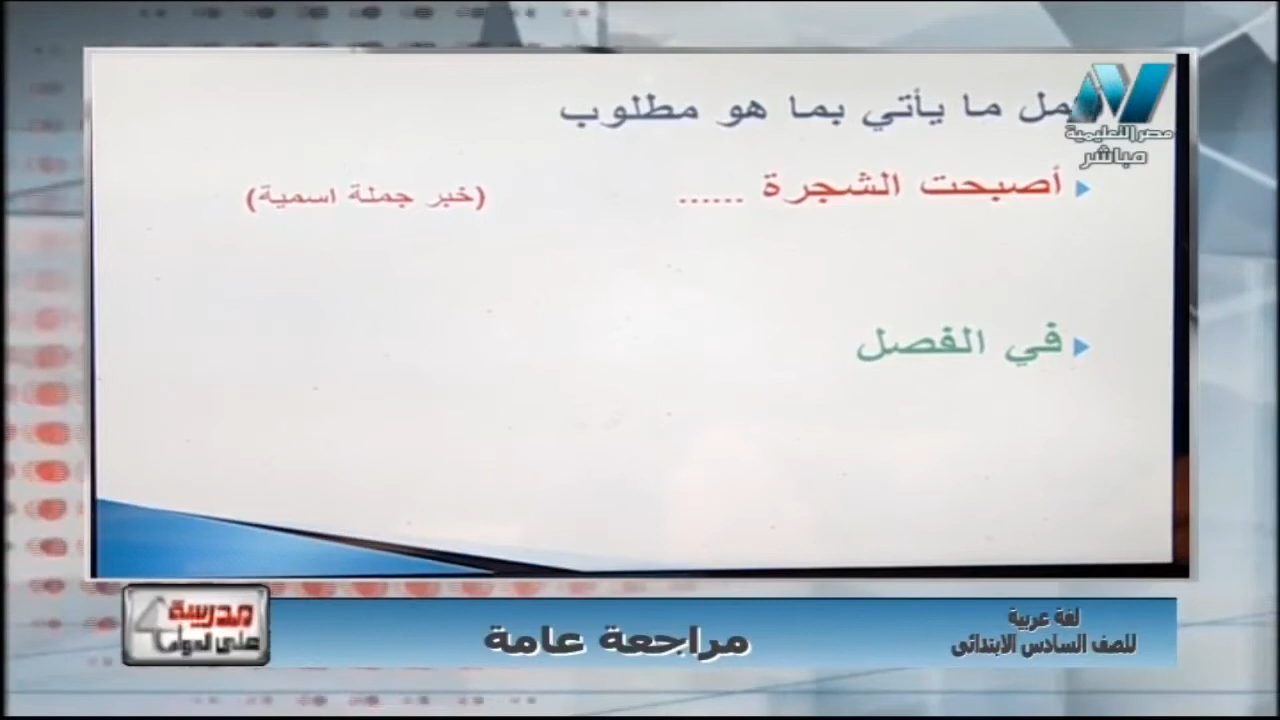 مل ما يأتي بما هو مطلوب
أصبحت الشجرة ...... (خبر جملة اسمية)
في الفصل
مصر التعليمية
مباشر
لغة عربية
للصف السادس الابتدائى
مراجعة عامة
مدرسة
على الهواء